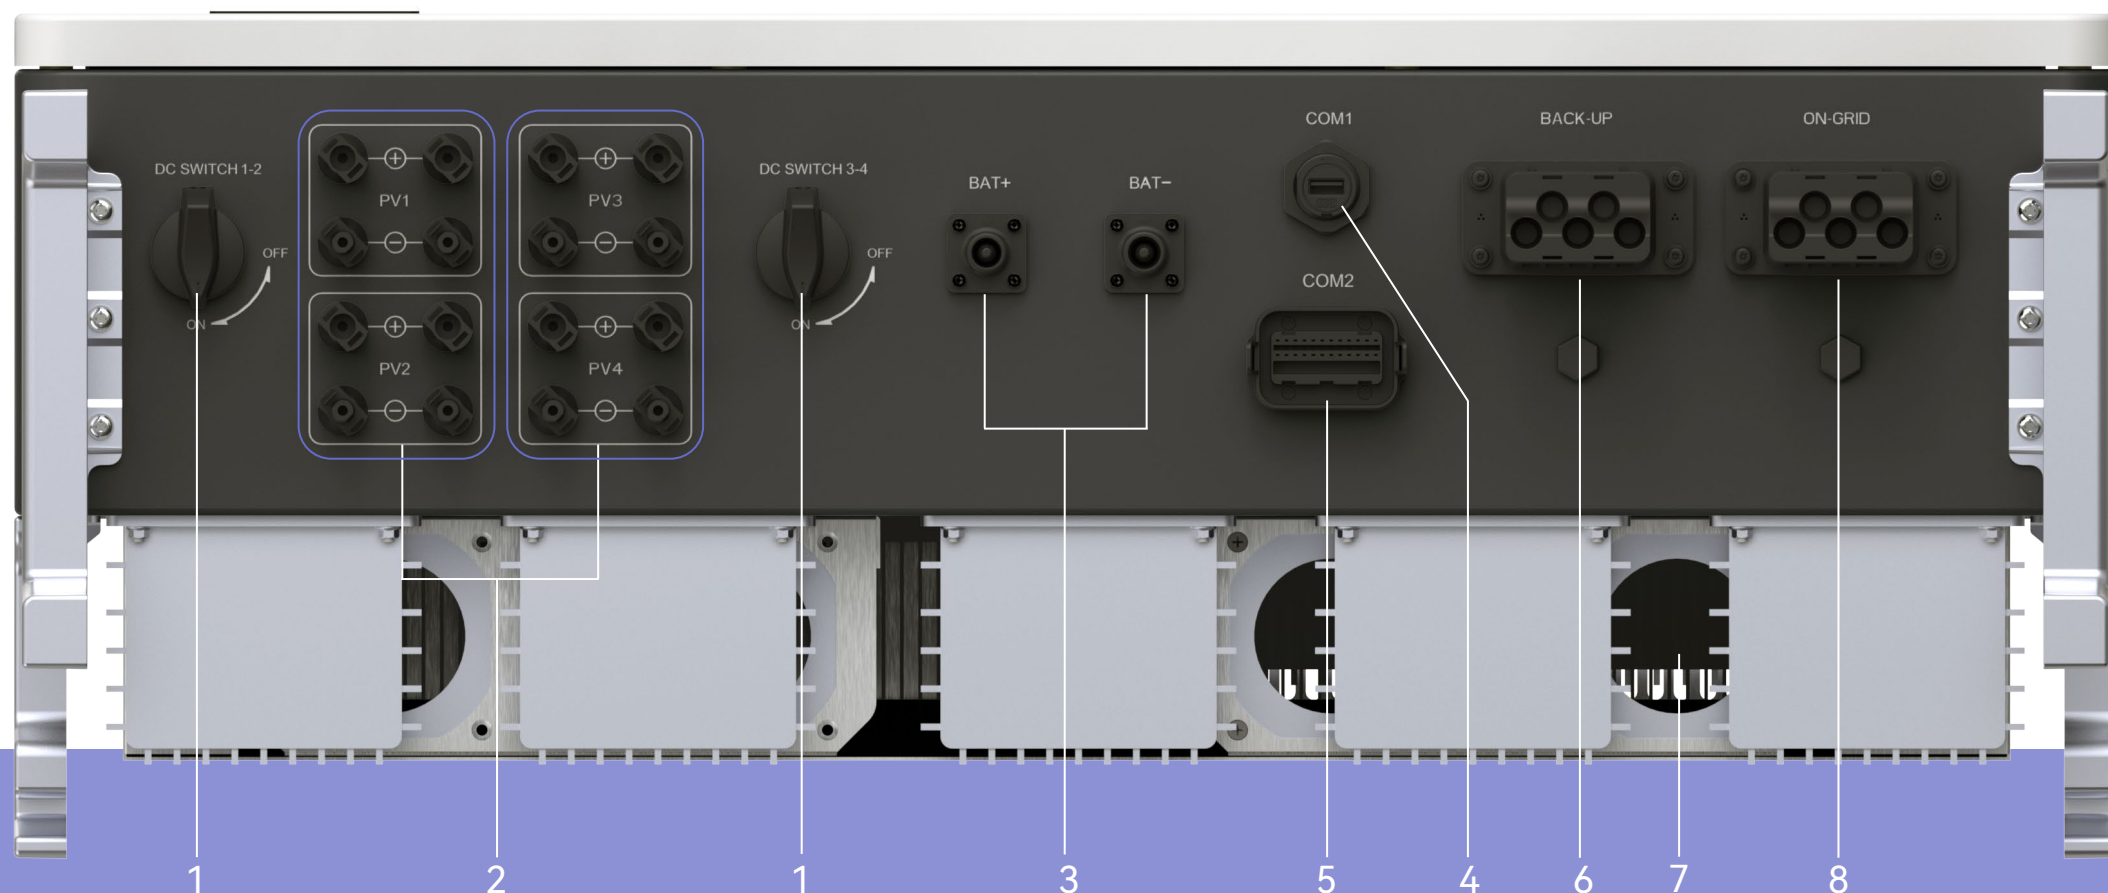 DC SWITCH 1-2
OFF
ON
PV1
PV2
PV3
PV4
DC SWITCH 3-4
OFF
ON
BAT+
BAT−
COM1
COM2
BACK-UP
ON-GRID
1
2
1
3
5
4
6
7
8